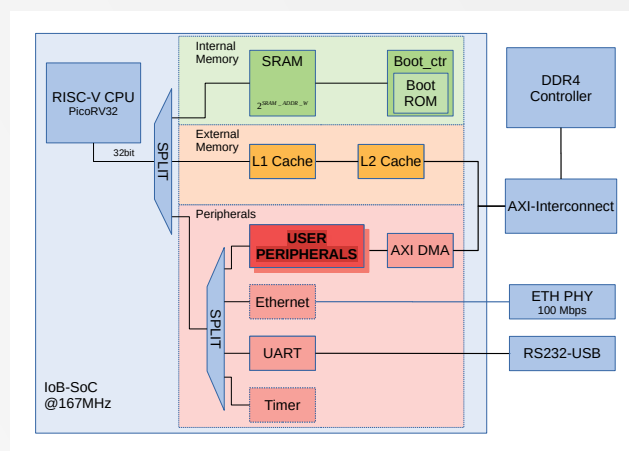 Internal
Memory
SRAM
2^SRAM_ADDR_W
Boot_ctr
Boot
ROM
RISC-V CPU
PicoRV32
32bit
SPLIT
External
Memory
L1 Cache
L2 Cache
DDR4
Controller
AXI-Interconnect
Peripherals
USER
PERIPHERALS
AXI DMA
SPLIT
Ethernet
ETH PHY
100 Mbps
UART
RS232-USB
Timer
IoB-SoC
@167MHz